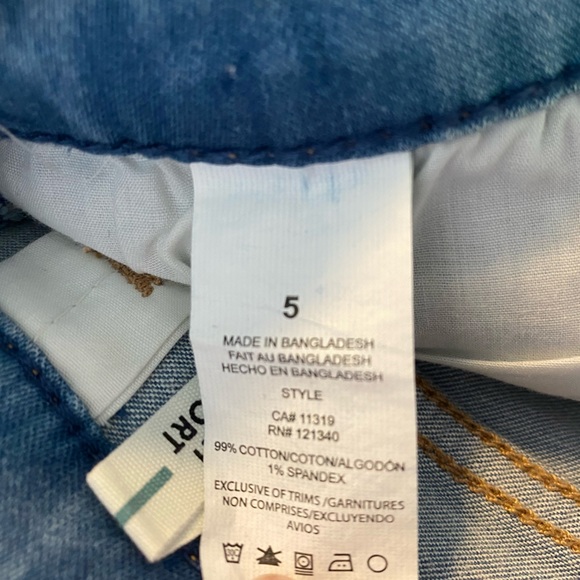 5
MADE IN BANGLADESH
FAIT AU BANGLADESH
HECHO EN BANGLADESH
STYLE
CA# 11319
RN# 121340
99% COTTON/COTON/ALGODÓN
1% SPANDEX
EXCLUSIVE OF TRIMS /GARNITURES
NON COMPRISES/EXCLUYENDO
AVIOS
ORT